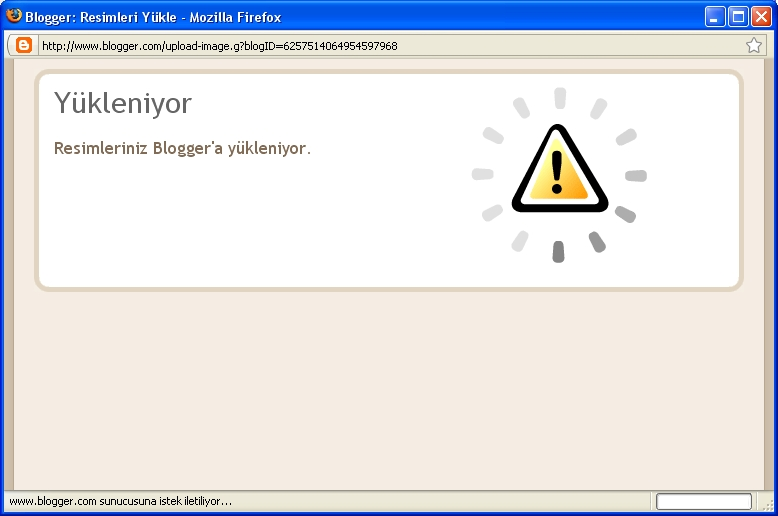 Blogger: Resimleri Yükle - Mozilla Firefox
http://www.blogger.com/upload-image.g?blogID=6257514064954597968
Yükleniyor
Resimleriniz Blogger'a yükleniyor.
www.blogger.com sunucusuna istek iletiliyor...